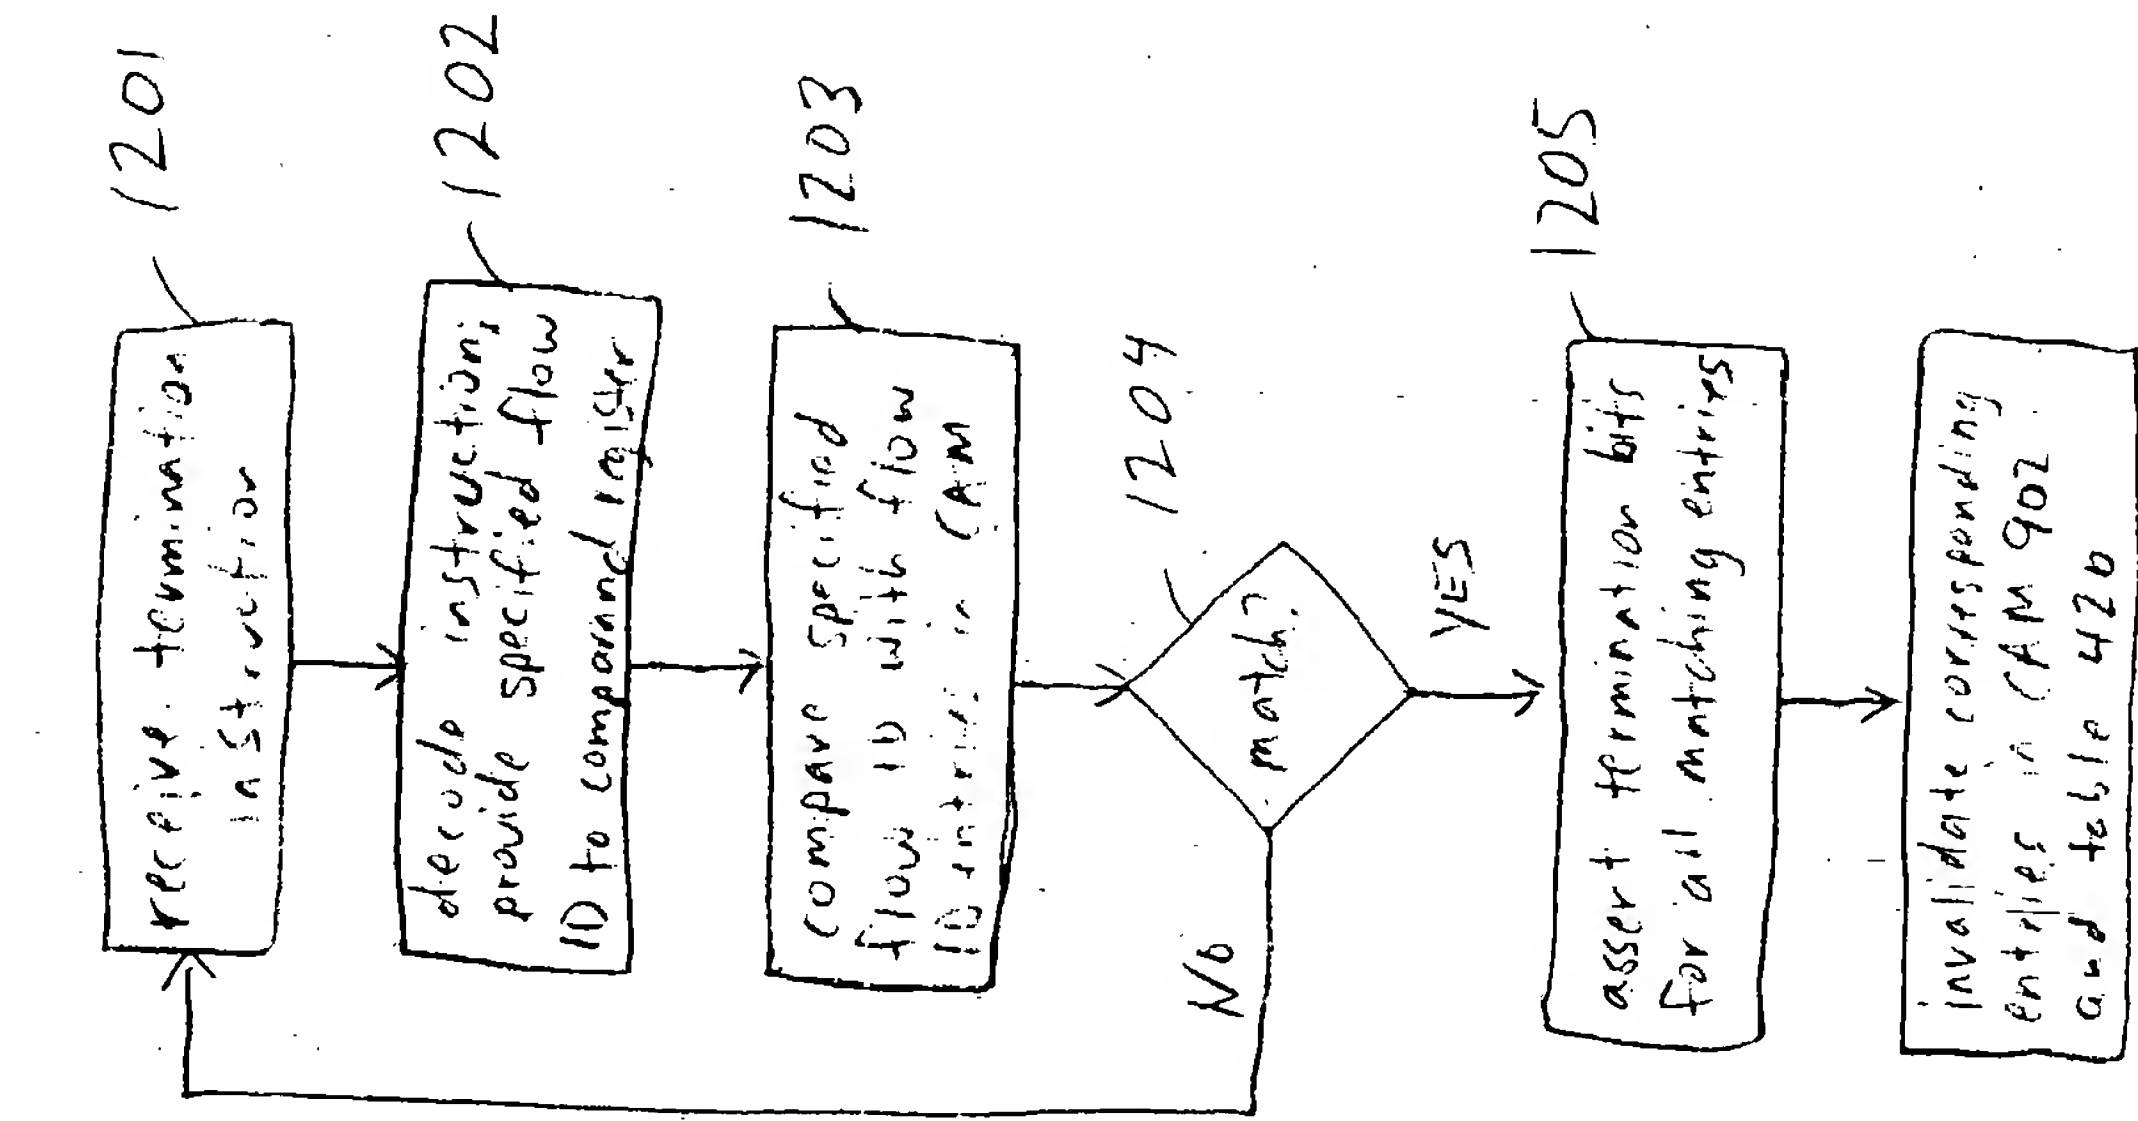 1201
receive termination
instruction
1202
decode instruction;
provide specified flow
ID to comparand register
1203
compare specified
flow ID with flow
ID entries in CAM
1204
match?
NO
YES
1205
assert termination bits
for all matching entries
invalidate corresponding
entries in CAM 902
and table 420